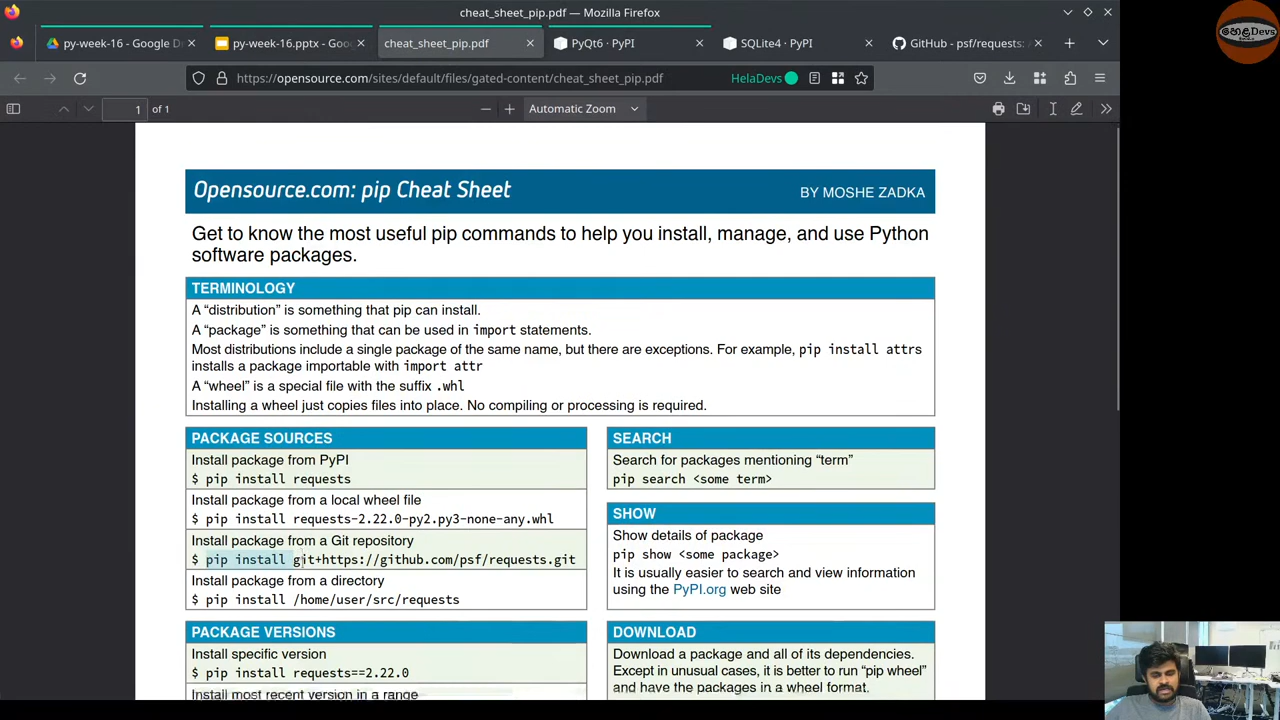 cheat_sheet_pip.pdf — Mozilla Firefox
py-week-16 - Google D
py-week-16.pptx - Google
cheat_sheet_pip.pdf
PyQt6 · PyPI
SQLite4 · PyPI
GitHub - psf/requests:
https://opensource.com/sites/default/files/gated-content/cheat_sheet_pip.pdf
HelaDevs
1
of 1
Automatic Zoom
Opensource.com: pip Cheat Sheet
BY MOSHE ZADKA
Get to know the most useful pip commands to help you install, manage, and use Python
software packages.
TERMINOLOGY
A “distribution” is something that pip can install.
A “package” is something that can be used in import statements.
Most distributions include a single package of the same name, but there are exceptions. For example, pip install attrs
installs a package importable with import attr
A “wheel” is a special file with the suffix .whl
Installing a wheel just copies files into place. No compiling or processing is required.
PACKAGE SOURCES
Install package from PyPI
$ pip install requests
Install package from a local wheel file
$ pip install requests-2.22.0-py2.py3-none-any.whl
Install package from a Git repository
$ pip install git+https://github.com/psf/requests.git
Install package from a directory
$ pip install /home/user/src/requests
PACKAGE VERSIONS
Install specific version
$ pip install requests==2.22.0
Install most recent version in a range
SEARCH
Search for packages mentioning “term”
pip search <some term>
SHOW
Show details of package
pip show <some package>
It is usually easier to search and view information
using the PyPI.org web site
DOWNLOAD
Download a package and all of its dependencies.
Except in unusual cases, it is better to run “pip wheel”
and have the packages in a wheel format.
හෙළDevs